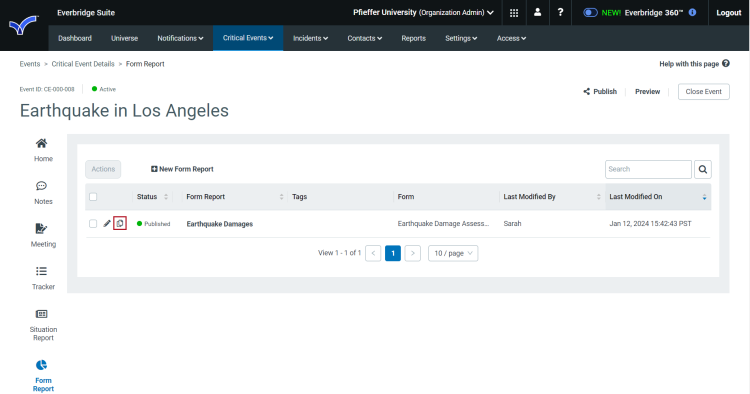 Everbridge Suite
Pfieffer University (Organization Admin)
?
NEW! Everbridge 360™
Logout
Dashboard Universe Notifications Critical Events Incidents Contacts Reports Settings Access
Events > Critical Event Details > Form Report
Help with this page ?
Event ID: CE-000-008
Active
Publish
Preview
Close Event
Earthquake in Los Angeles
Home
Notes
Meeting
Tracker
Situation
Report
Form
Report
Actions
New Form Report
Search
Status Form Report Tags Form Last Modified By Last Modified On
Published Earthquake Damages Earthquake Damage Assess... Sarah Jan 12, 2024 15:42:43 PST
View 1 - 1 of 1 < 1 > 10 / page